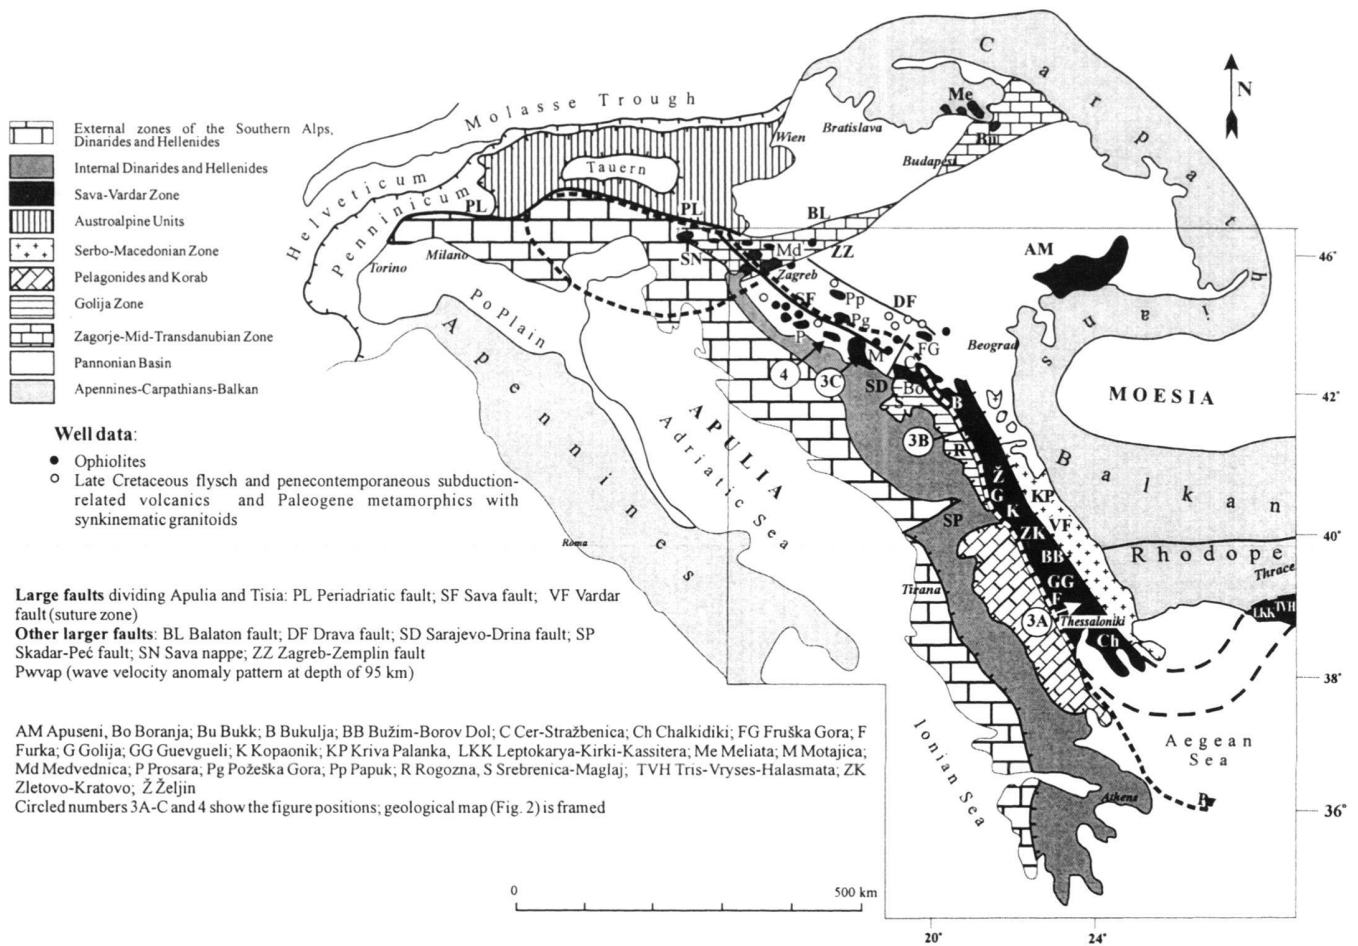 External zones of the Southern Alps,
Dinarides and Hellenides
Internal Dinarides and Hellenides
Sava-Vardar Zone
Austroalpine Units
Serbo-Macedonian Zone
Pelagonides and Korab
Golija Zone
Zagorje-Mid-Transdanubian Zone
Pannonian Basin
Apennines-Carpathians-Balkan
Well data:
Ophiolites
Late Cretaceous flysch and penecontemporaneous subduction-
related volcanics and Paleogene metamorphics with
synkinematic granitoids
Large faults dividing Apulia and Tisia: PL Periadriatic fault; SF Sava fault; VF Vardar
fault (suture zone)
Other larger faults: BL Balaton fault; DF Drava fault; SD Sarajevo-Drina fault; SP
Skadar-Peć fault; SN Sava nappe; ZZ Zagreb-Zemplin fault
Pwvap (wave velocity anomaly pattern at depth of 95 km)
AM Apuseni, Bo Boranja; Bu Bukk; B Bukulja; BB Bužim-Borov Dol; C Cer-Stražbenica; Ch Chalkidiki; FG Fruška Gora; F
Furka; G Golija; GG Guevgueli; K Kopaonik; KP Kriva Palanka, LKK Leptokarya-Kirki-Kassitera; Me Meliata; M Motajica;
Md Medvednica; P Prosara; Pg Požeška Gora; Pp Papuk; R Rogozna, S Srebrenica-Maglaj; TVH Tris-Vryses-Halasmata; ZK
Zletovo-Kratovo; Ž Željin
Circled numbers 3A-C and 4 show the figure positions; geological map (Fig. 2) is framed
Molasse Trough
Helveticum
Penninicum
Tauern
PL
PL
Wien
Bratislava
Budapest
Me
Bu
Carpathians
N
BL
ZZ
SN
Md
Zagreb
Torino
Milano
Po Plain
Apennines
Roma
APULIA
Adriatic Sea
SF
Pp
Pg
DF
P
M
FG
C
Bo
S
SD
B
4
3C
3B
R
Beograd
AM
MOESIA
Balkan
Rhodope
Thrace
Ž
G
K
KP
ZK
VF
BB
GG
F
3A
Thessaloniki
Ch
LKK
TVH
SP
Tirana
Ionian Sea
Aegean
Sea
Athens
46°
42°
40°
38°
36°
20°
24°
0
500 km